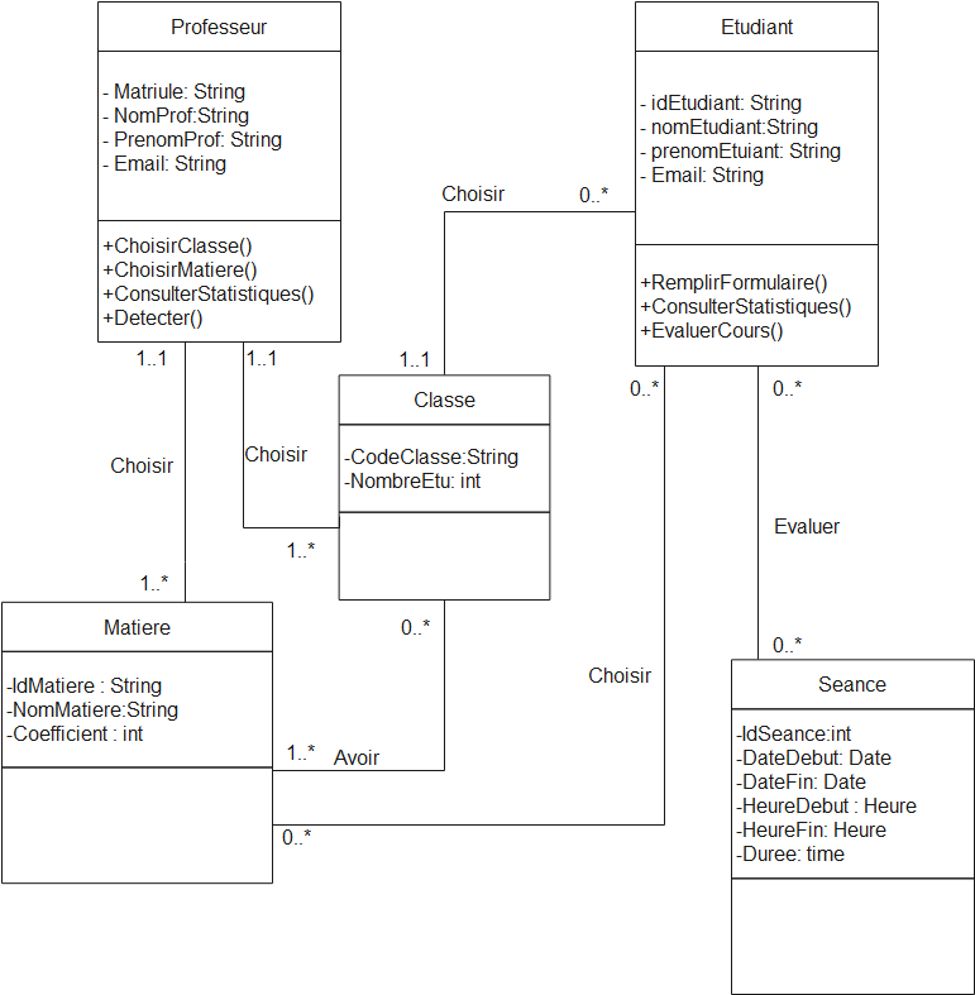 Professeur
- Matriule: String
- NomProf:String
- PrenomProf: String
- Email: String
+ChoisirClasse()
+ChoisirMatiere()
+ConsulterStatistiques()
+Detecter()
Etudiant
- idEtudiant: String
- nomEtudiant:String
- prenomEtuiant: String
- Email: String
+RemplirFormulaire()
+ConsulterStatistiques()
+EvaluerCours()
Choisir
0..*
1..1
1..1
1..1
Choisir
Choisir
1..*
1..*
Classe
-CodeClasse:String
-NombreEtu: int
0..*
0..*
0..*
Evaluer
0..*
Choisir
Matiere
-IdMatiere : String
-NomMatiere:String
-Coefficient : int
1..*
Avoir
0..*
Seance
-IdSeance:int
-DateDebut: Date
-DateFin: Date
-HeureDebut : Heure
-HeureFin: Heure
-Duree: time